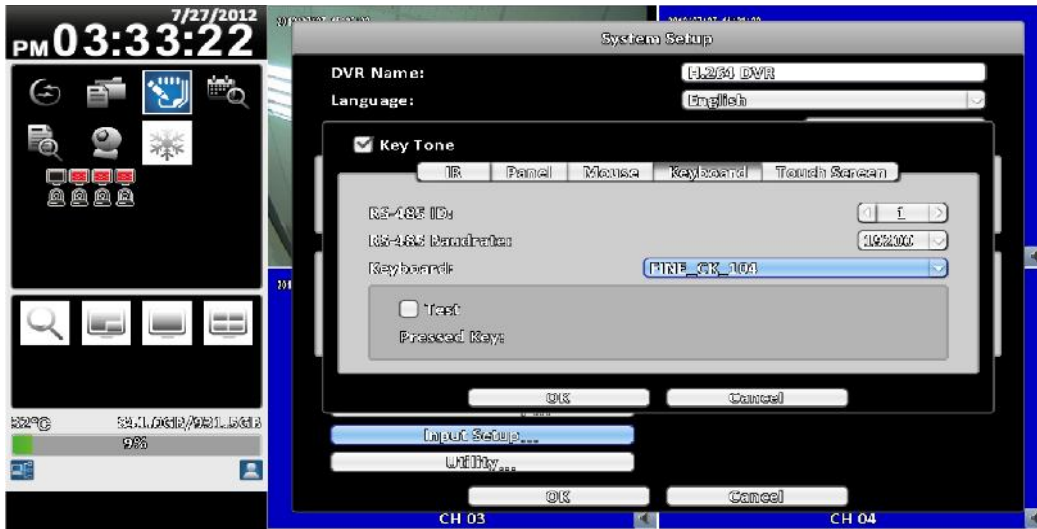 7/27/2012
PM 03:33:22
System Setup
DVR Name: H.264 DVR
Language: English
Key Tone
IR Panel Mouse Keyboard Touch Screen
RS-485 ID: 1
RS-485 Baudrate: 19200
Keyboard: FINE_CK_104
Test
Pressed Key:
OK Cancel
Input Setup...
Utility...
9%
OK Cancel
CH 03 CH 04